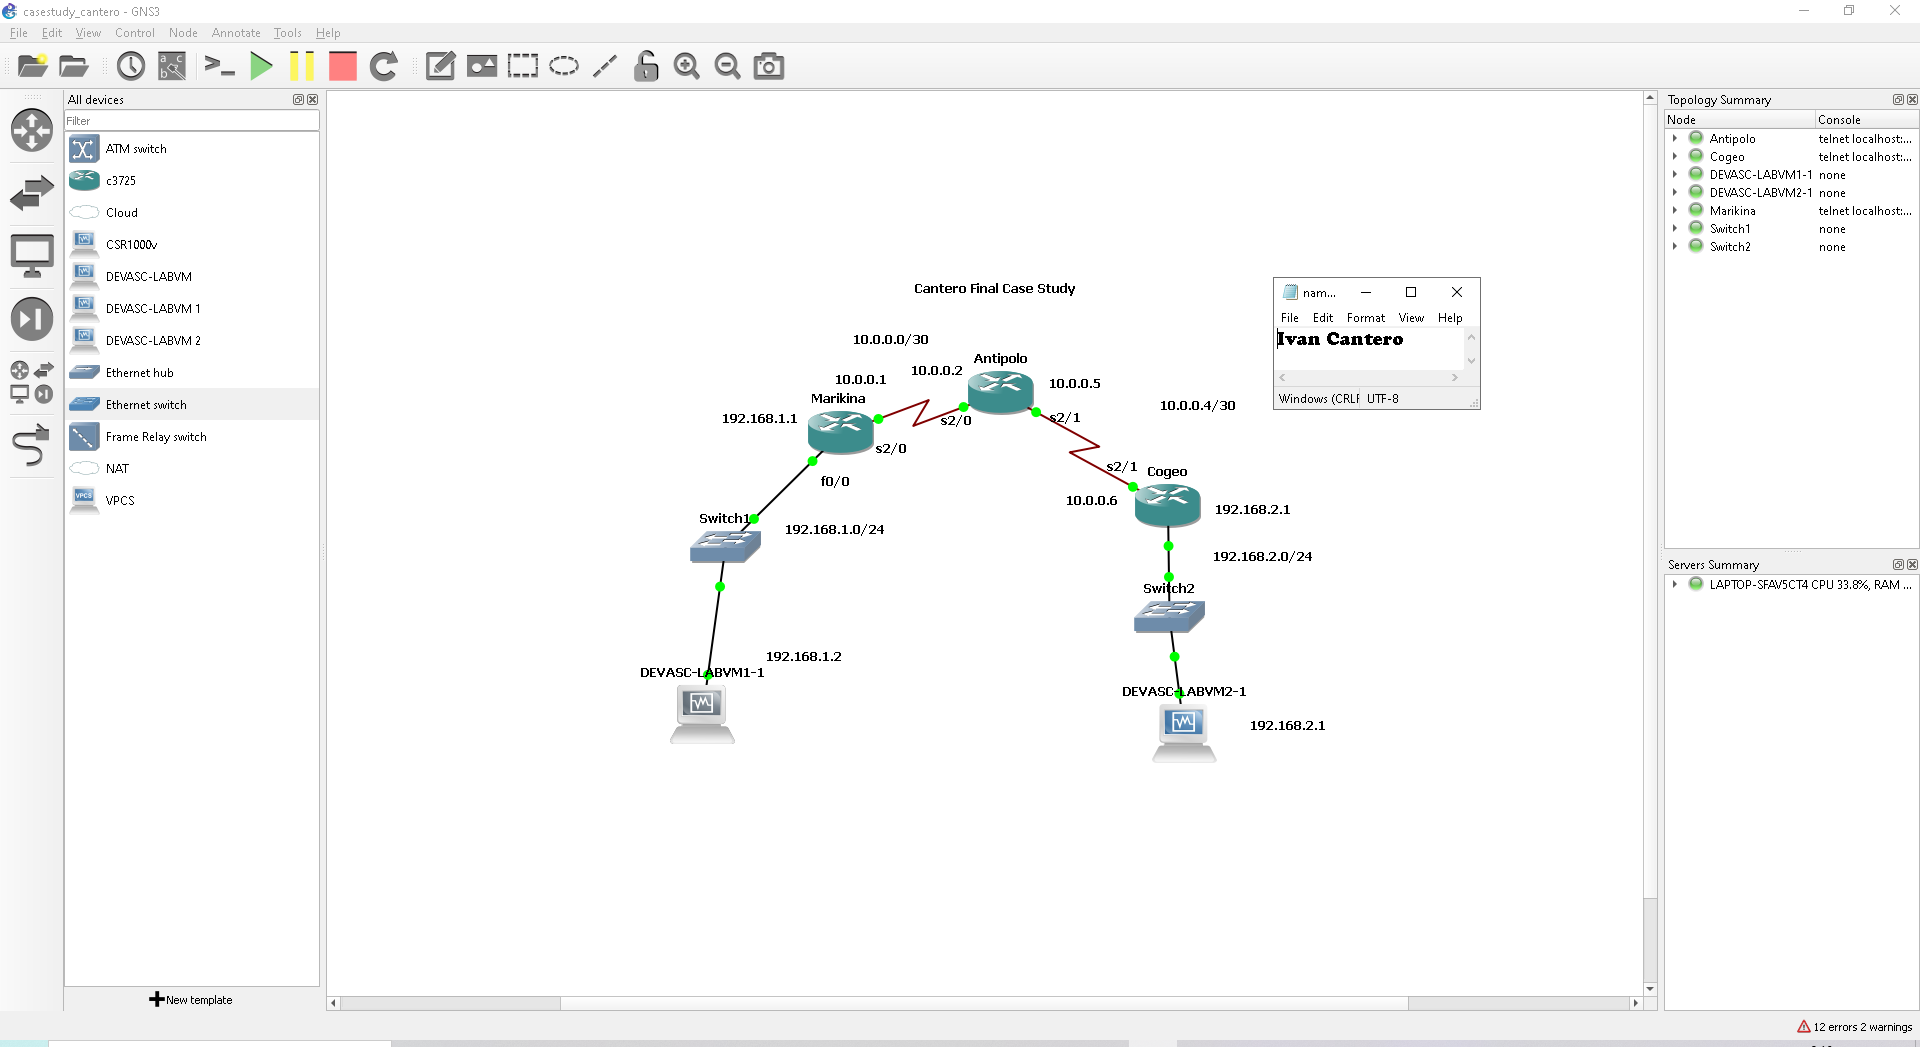 casestudy_cantero - GNS3
File Edit View Control Node Annotate Tools Help
All devices
Filter
ATM switch
c3725
Cloud
CSR1000v
DEVASC-LABVM
DEVASC-LABVM 1
DEVASC-LABVM 2
Ethernet hub
Ethernet switch
Frame Relay switch
NAT
VPCS
VPCS
New template
Cantero Final Case Study
10.0.0.0/30
Antipolo
10.0.0.2
10.0.0.1
10.0.0.5
Marikina
10.0.0.4/30
192.168.1.1
s2/0
s2/1
s2/0
s2/1
Cogeo
f0/0
10.0.0.6
192.168.2.1
Switch1
192.168.1.0/24
192.168.2.0/24
Switch2
192.168.1.2
DEVASC-LABVM1-1
DEVASC-LABVM2-1
192.168.2.1
nam...
File Edit Format View Help
Ivan Cantero
Windows (CRLF UTF-8
Topology Summary
Node Console
Antipolo telnet localhost:...
Cogeo telnet localhost:...
DEVASC-LABVM1-1 none
DEVASC-LABVM2-1 none
Marikina telnet localhost:...
Switch1 none
Switch2 none
Servers Summary
LAPTOP-SFAV5CT4 CPU 33.8%, RAM ...
12 errors 2 warnings